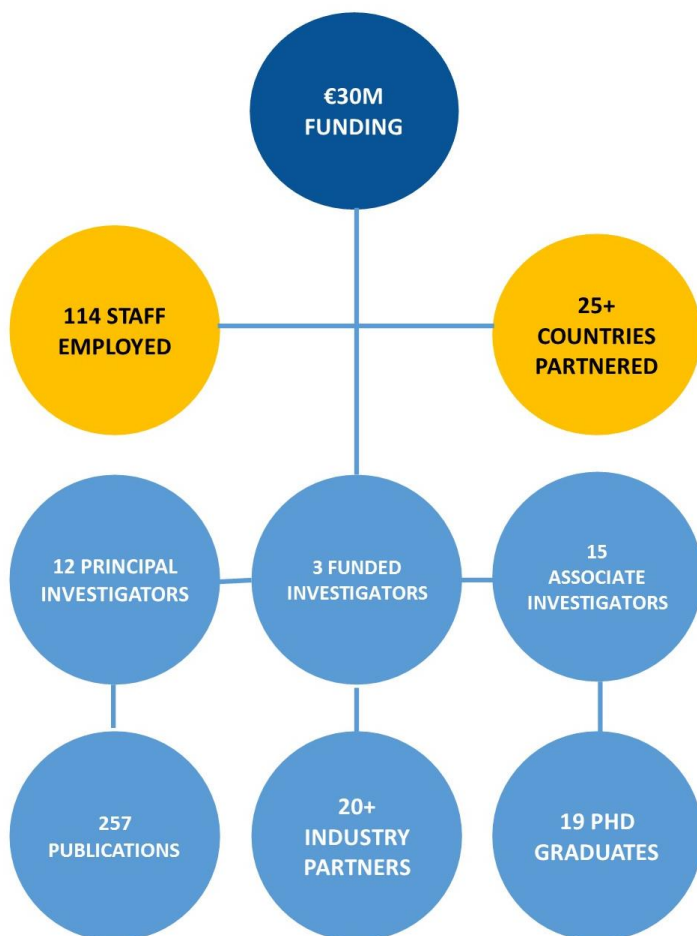 €30M
FUNDING
114 STAFF
EMPLOYED
25+
COUNTRIES
PARTNERED
12 PRINCIPAL
INVESTIGATORS
3 FUNDED
INVESTIGATORS
15
ASSOCIATE
INVESTIGATORS
257
PUBLICATIONS
20+
INDUSTRY
PARTNERS
19 PHD
GRADUATES